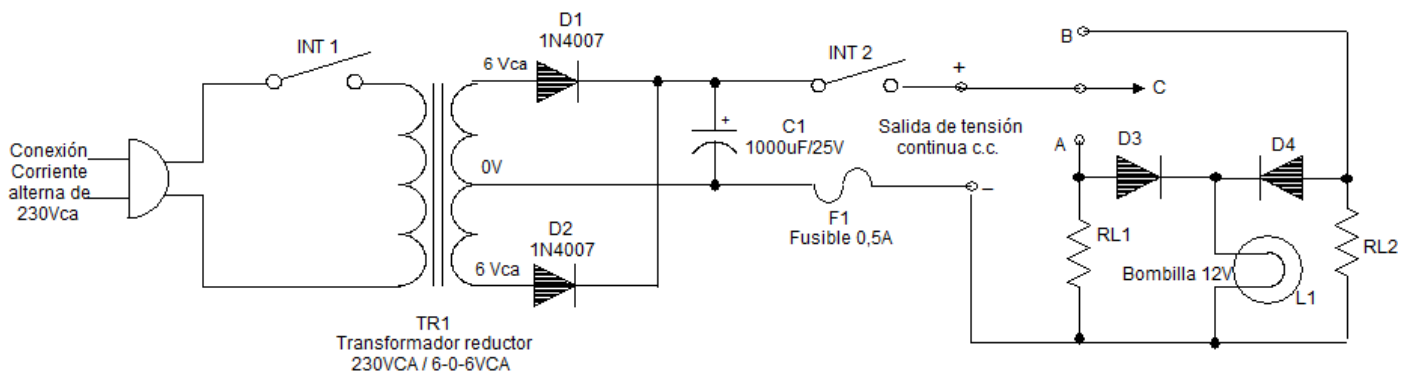 Conexión
Corriente
alterna de
230Vca
INT 1
TR1
Transformador reductor
230VCA / 6-0-6VCA
6 Vca
0V
6 Vca
D1
1N4007
D2
1N4007
+
C1
1000uF/25V
INT 2
F1
Fusible 0,5A
+
Salida de tensión
continua c.c.
–
B
C
A
D3
D4
RL1
Bombilla 12V
L1
RL2